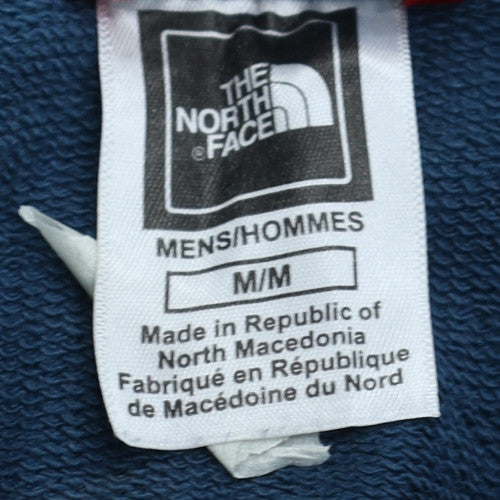 THE
NORTH
FACE®
MENS/HOMMES
M/M
Made in Republic of
North Macedonia
Fabriqué en République
de Macédoine du Nord